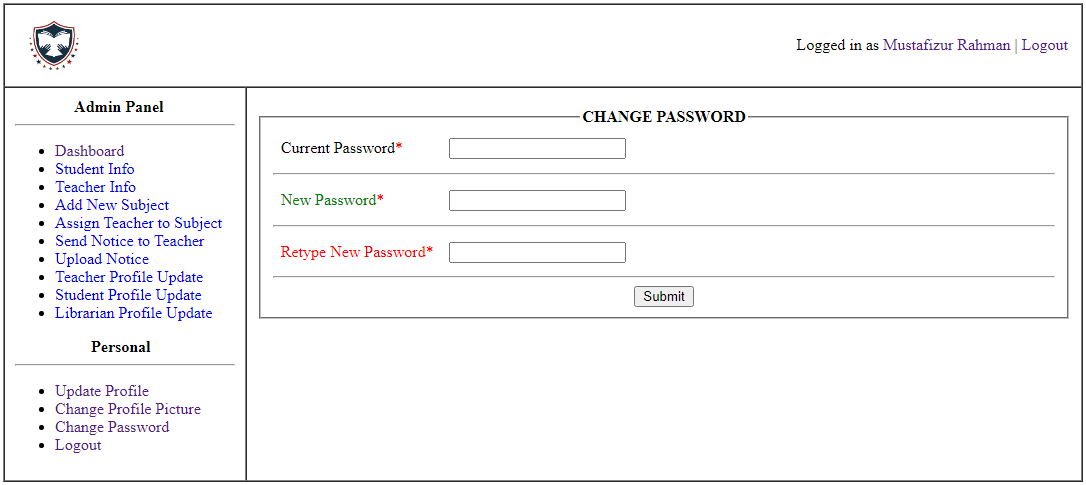 Logged in as Mustafizur Rahman | Logout
Admin Panel
Dashboard
Student Info
Teacher Info
Add New Subject
Assign Teacher to Subject
Send Notice to Teacher
Upload Notice
Teacher Profile Update
Student Profile Update
Librarian Profile Update
Personal
Update Profile
Change Profile Picture
Change Password
Logout
CHANGE PASSWORD
Current Password*
New Password*
Retype New Password*
Submit